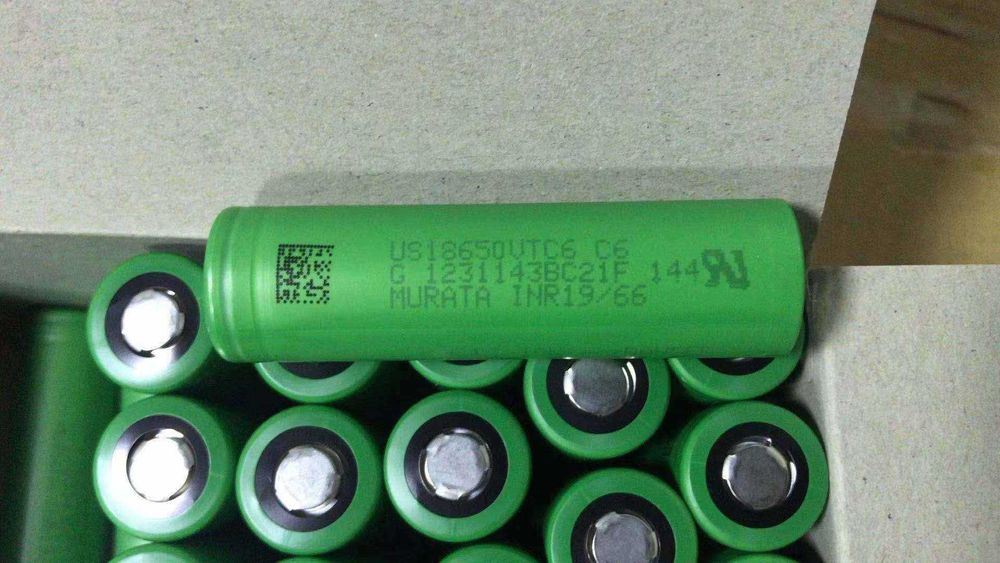 US18650VTC6 C6
G 1231143BC21F 144
MURATA INR19/66